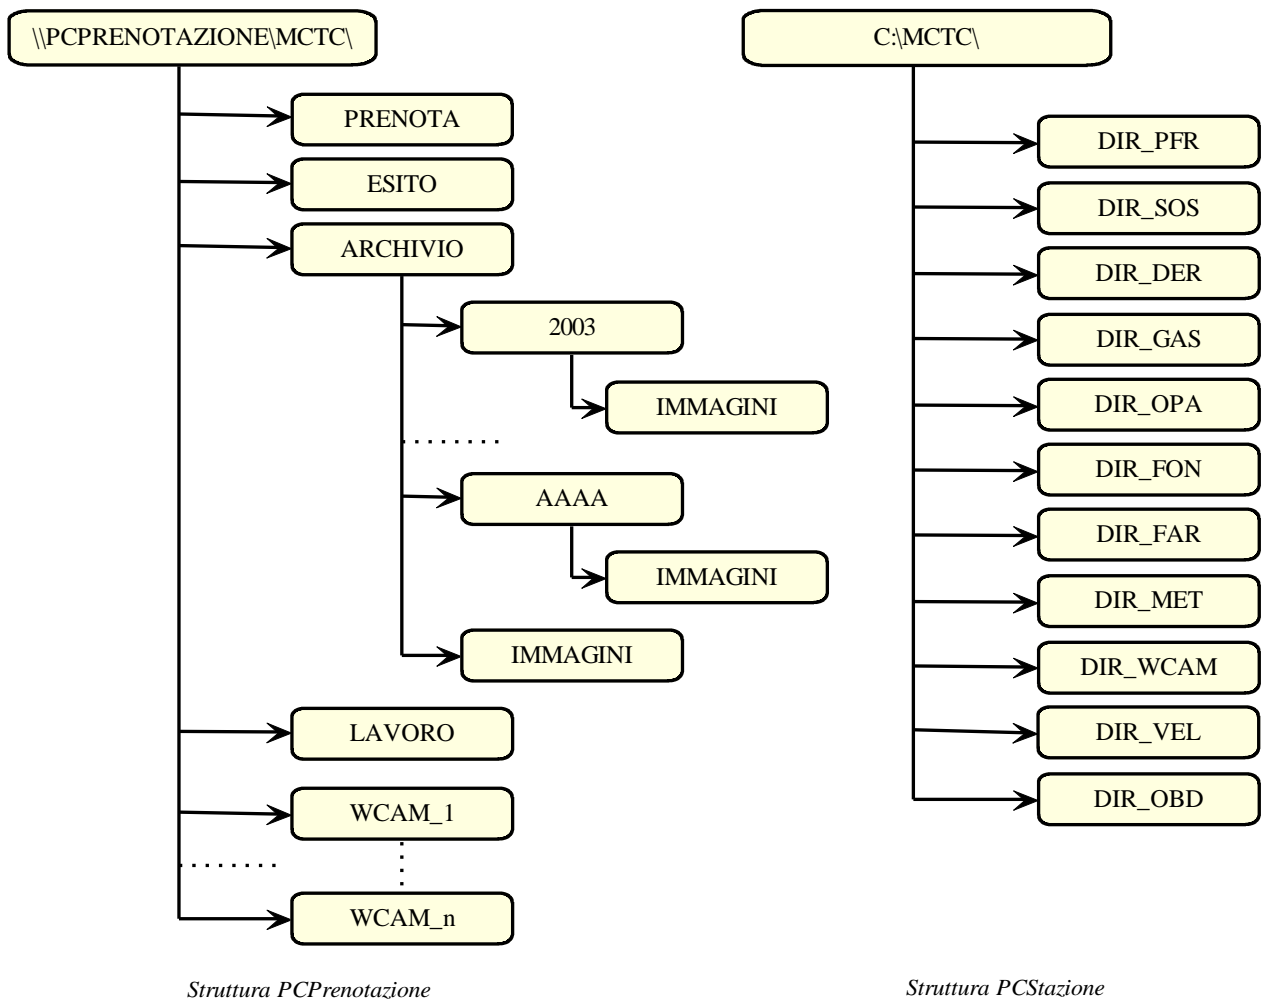 \\PCPRENOTAZIONE\MCTC\
PRENOTA
ESITO
ARCHIVIO
2003
IMMAGINI
AAAA
IMMAGINI
IMMAGINI
LAVORO
WCAM_1
WCAM_n
Struttura PCPrenotazione
C:\MCTC\
DIR_PFR
DIR_SOS
DIR_DER
DIR_GAS
DIR_OPA
DIR_FON
DIR_FAR
DIR_MET
DIR_WCAM
DIR_VEL
DIR_OBD
Struttura PCStazione